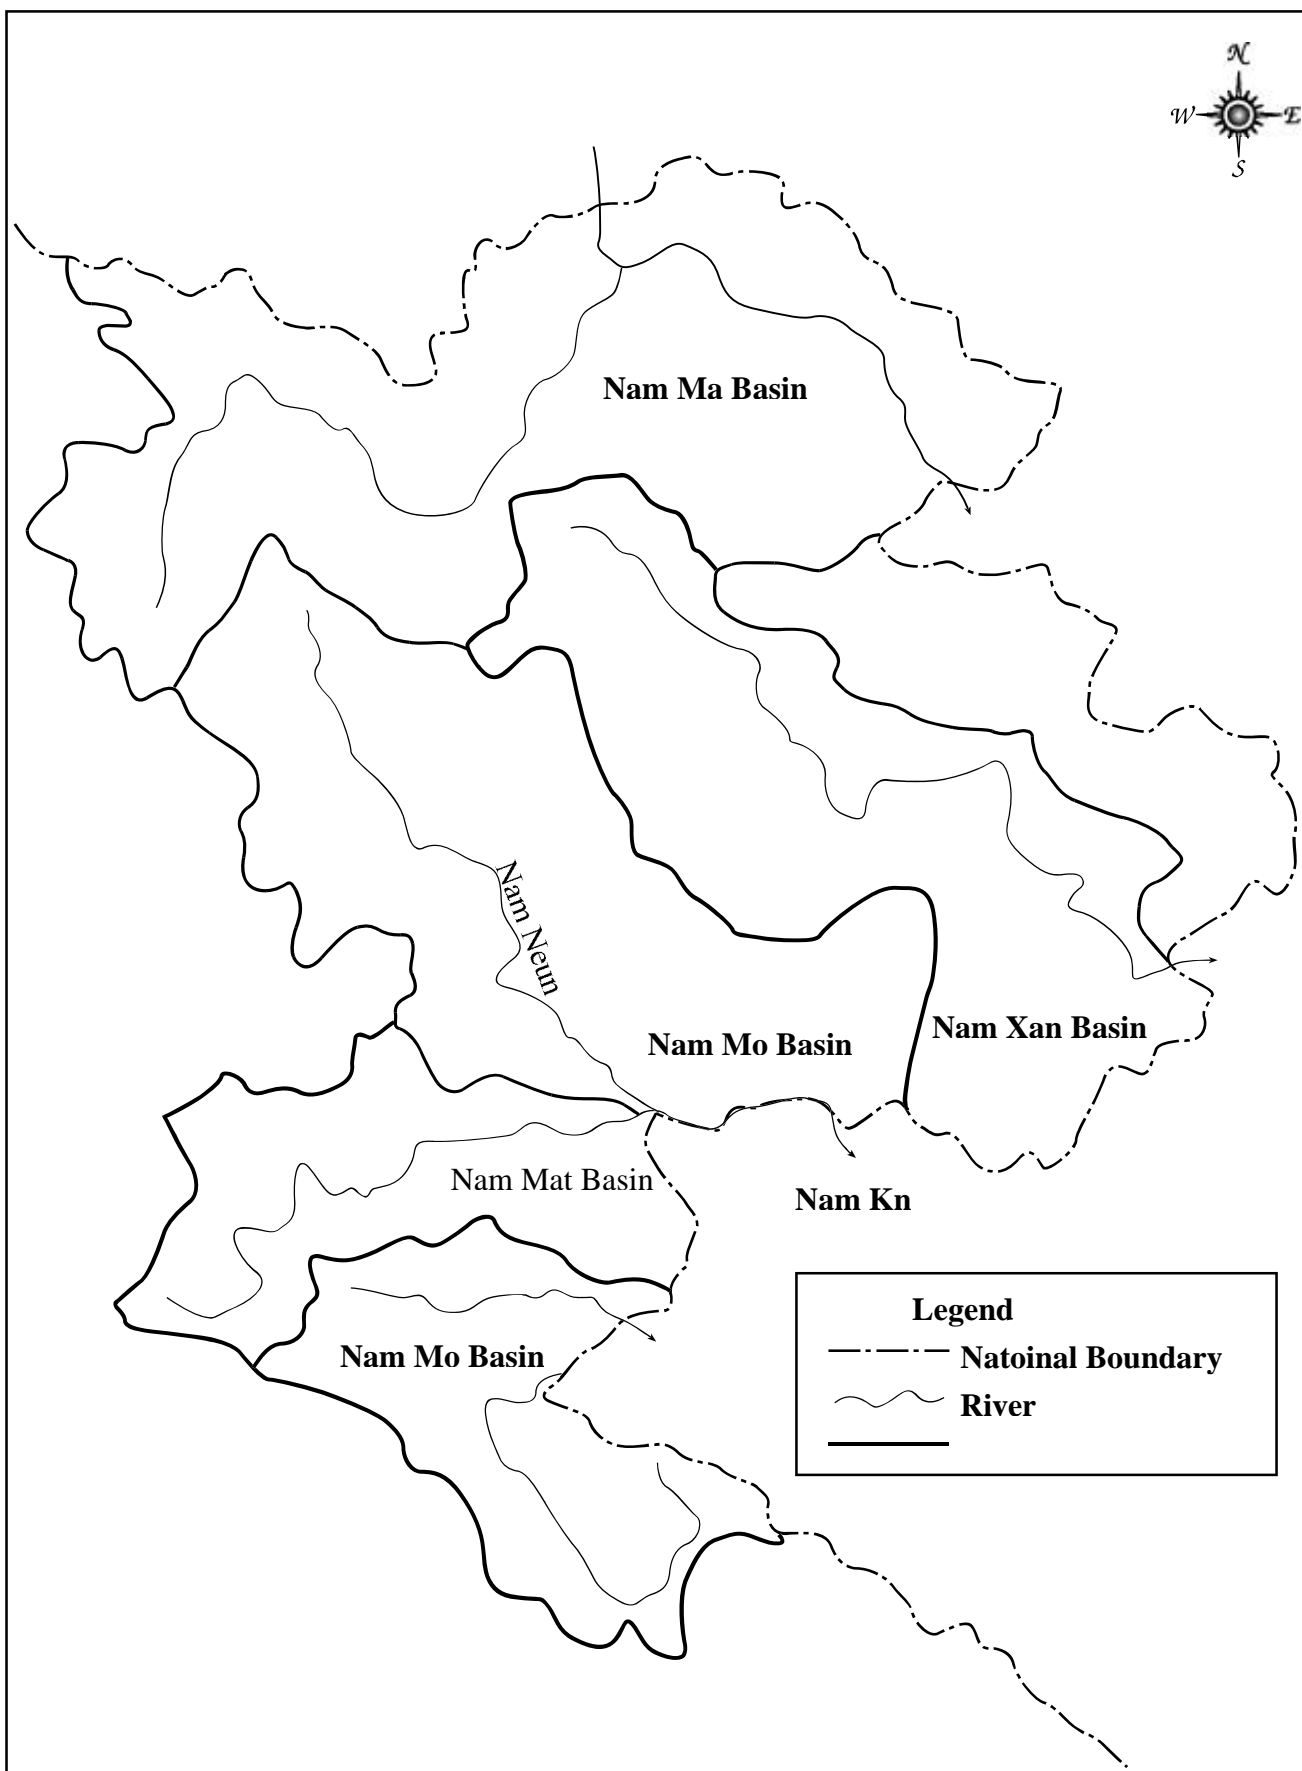 N
W E
S
Nam Ma Basin
Nam Neun
Nam Xan Basin
Nam Mo Basin
Nam Mat Basin
Nam Kn
Legend
Natoinal Boundary
River
Nam Mo Basin